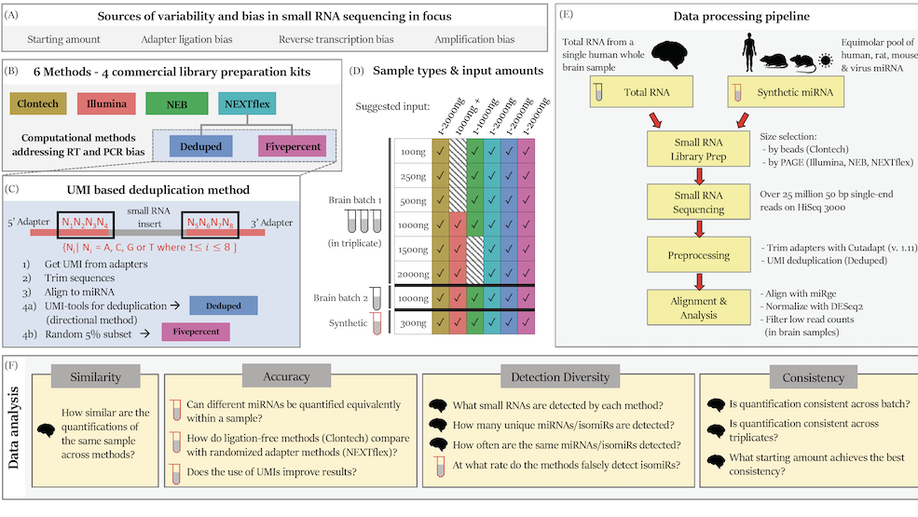 (A) Sources of variability and bias in small RNA sequencing in focus
Starting amount Adapter ligation bias Reverse transcription bias Amplification bias
(B) 6 Methods - 4 commercial library preparation kits
Clontech Illumina NEB NEXTflex
Computational methods
addressing RT and PCR bias
Deduped Fivepercent
(C) UMI based deduplication method
5' Adapter N1N2N3N4 small RNA
insert N5N6N7N8 3' Adapter
{Ni| Ni = A, C, G or T where 1≤ i ≤ 8 }
1) Get UMI from adapters
2) Trim sequences
3) Align to miRNA
4a) UMI-tools for deduplication → Deduped
(directional method)
4b) Random 5% subset → Fivepercent
(D) Sample types & input amounts
Suggested input: 1-2000ng 1000ng + 1-1000ng 1-2000ng 1-2000ng 1-2000ng
Brain batch 1
(in triplicate)
100ng ✓ ✓ ✓ ✓ ✓
250ng ✓ ✓ ✓ ✓ ✓
500ng ✓ ✓ ✓ ✓ ✓
1000ng ✓ ✓ ✓ ✓ ✓ ✓
1500ng ✓ ✓ ✓ ✓ ✓
2000ng ✓ ✓ ✓ ✓ ✓
Brain batch 2 1000ng ✓ ✓ ✓ ✓ ✓ ✓
Synthetic 300ng ✓ ✓ ✓ ✓ ✓ ✓
(E) Data processing pipeline
Total RNA from a
single human whole
brain sample
Equimolar pool of
human, rat, mouse
& virus miRNA
Total RNA
Synthetic miRNA
Small RNA
Library Prep
Size selection:
- by beads (Clontech)
- by PAGE (Illumina, NEB, NEXTflex)
Small RNA
Sequencing
Over 25 million 50 bp single-end
reads on HiSeq 3000
Preprocessing
- Trim adapters with Cutadapt (v. 1.11)
- UMI deduplication (Deduped)
Alignment &
Analysis
- Align with miRge
- Normalize with DESeq2
- Filter low read counts
(in brain samples)
(F)
Data analysis
Similarity
How similar are the
quantifications of
the same sample
across methods?
Accuracy
Can different miRNAs be quantified equivalently
within a sample?
How do ligation-free methods (Clontech) compare
with randomized adapter methods (NEXTflex)?
Does the use of UMIs improve results?
Detection Diversity
What small RNAs are detected by each method?
How many unique miRNAs/isomiRs are detected?
How often are the same miRNAs/isomiRs detected?
At what rate do the methods falsely detect isomiRs?
Consistency
Is quantification consistent across batch?
Is quantification consistent across
triplicates?
What starting amount achieves the best
consistency?